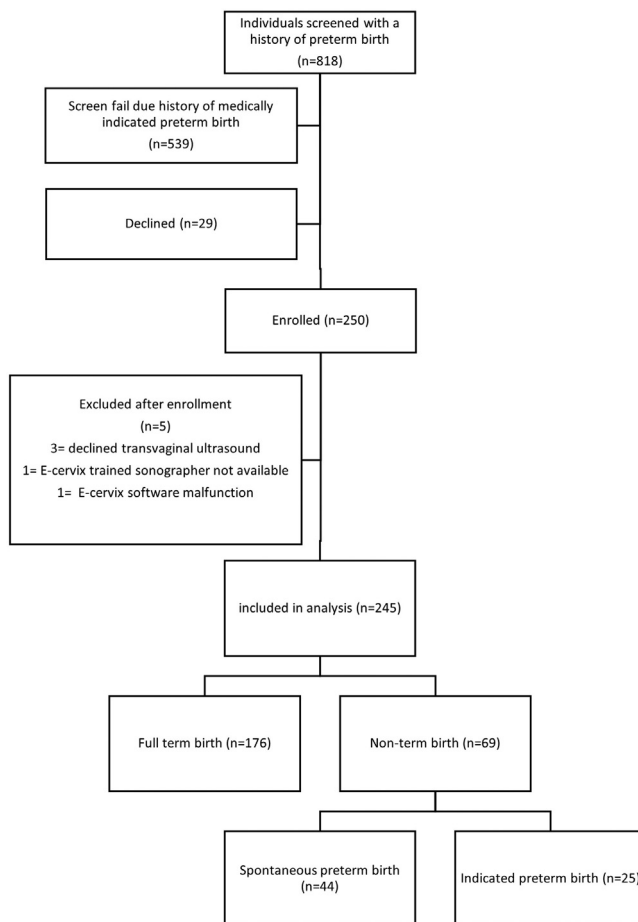 Individuals screened with a
history of preterm birth
(n=818)
Screen fail due history of medically
indicated preterm birth
(n=539)
Declined (n=29)
Enrolled (n=250)
Excluded after enrollment
(n=5)
3= declined transvaginal ultrasound
1= E-cervix trained sonographer not available
1= E-cervix software malfunction
included in analysis (n=245)
Full term birth (n=176)
Non-term birth (n=69)
Spontaneous preterm birth
(n=44)
Indicated preterm birth (n=25)